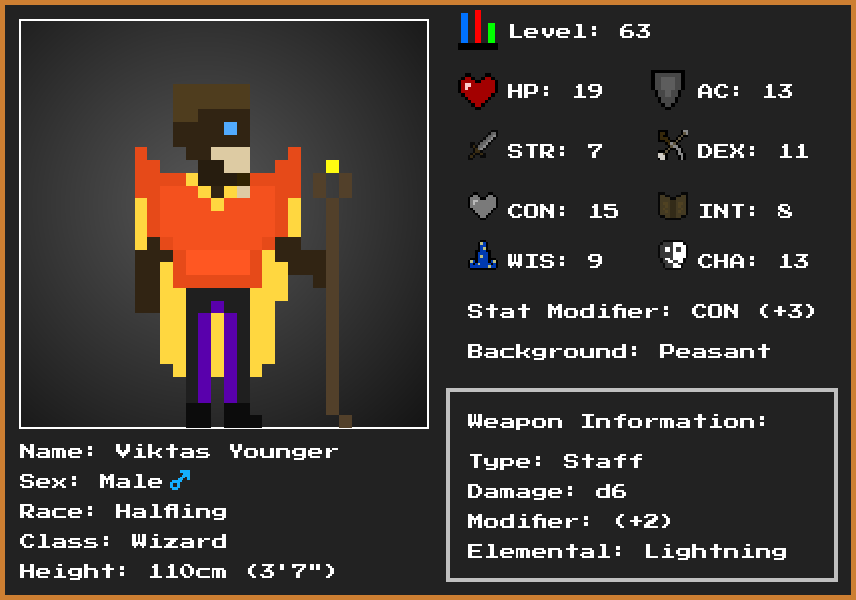 Level: 63
HP: 19
AC: 13
STR: 7
DEX: 11
CON: 15
INT: 8
WIS: 9
CHA: 13
Stat Modifier: CON (+3)
Background: Peasant
Weapon Information:
Type: Staff
Damage: d6
Modifier: (+2)
Elemental: Lightning
Name: Viktas Younger
Sex: Male♂
Race: Halfling
Class: Wizard
Height: 110cm (3'7")